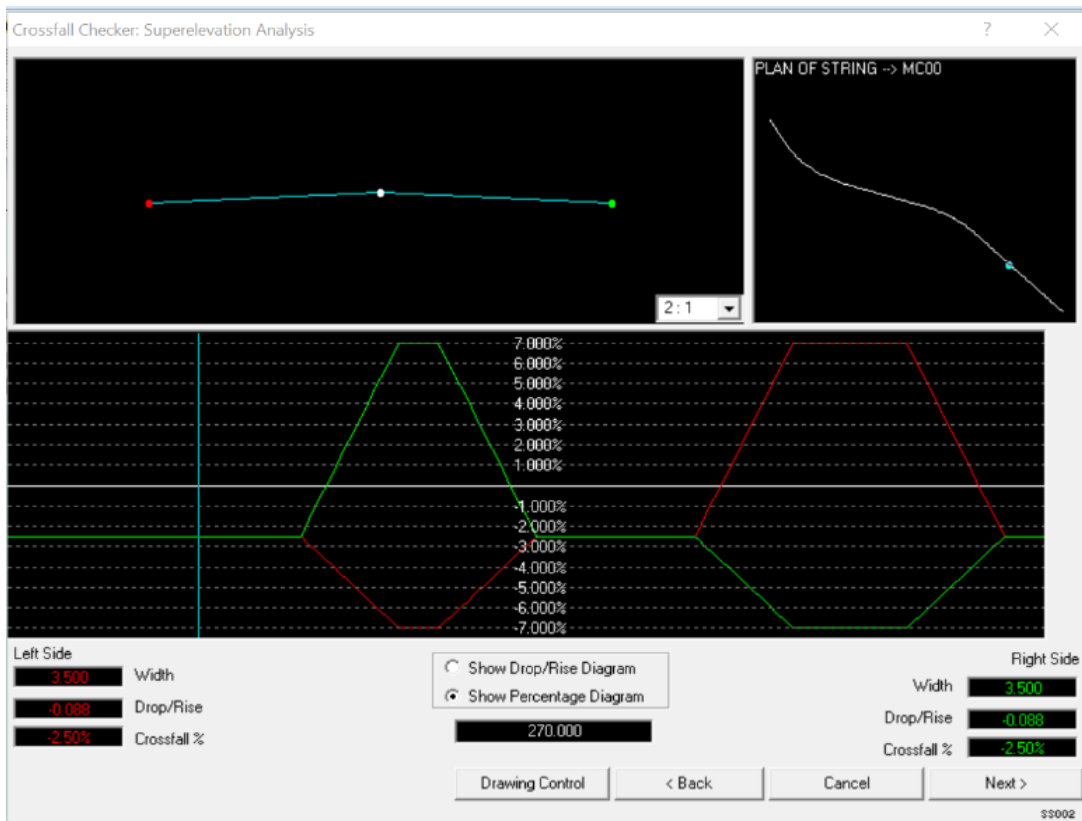 Crossfall Checker: Superelevation Analysis
?
PLAN OF STRING --> MC00
2 : 1
7.000%
6.000%
5.000%
4.000%
3.000%
2.000%
1.000%
-1.000%
-2.000%
-3.000%
-4.000%
-5.000%
-6.000%
-7.000%
Left Side
3.500 Width
-0.088 Drop/Rise
-2.50% Crossfall %
Show Drop/Rise Diagram
Show Percentage Diagram
270.000
Right Side
Width 3.500
Drop/Rise -0.088
Crossfall % -2.50%
Drawing Control
< Back
Cancel
Next >
SS002